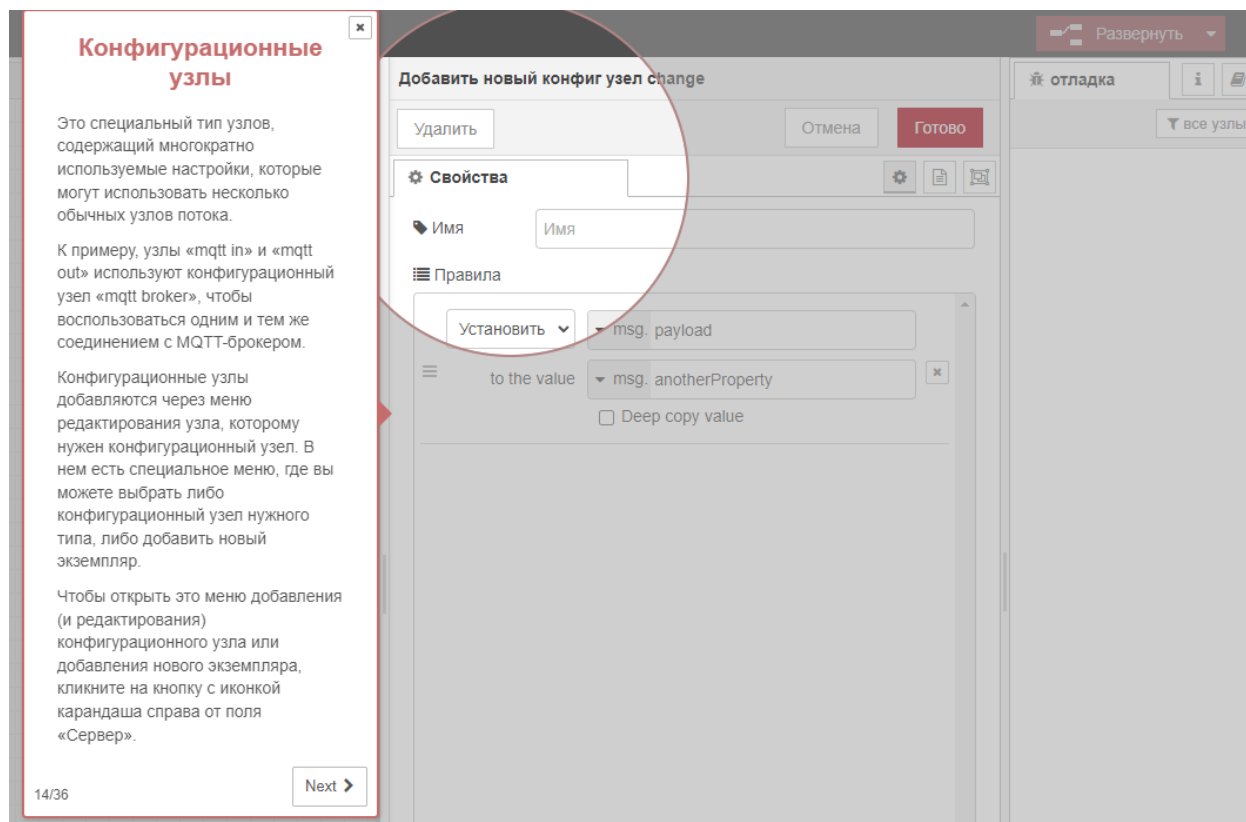 Конфигурационные
узлы
Это специальный тип узлов,
содержащий многократно
используемые настройки, которые
могут использовать несколько
обычных узлов потока.
К примеру, узлы «mqtt in» и «mqtt
out» используют конфигурационный
узел «mqtt broker», чтобы
воспользоваться одним и тем же
соединением с MQTT-брокером.
Конфигурационные узлы
добавляются через меню
редактирования узла, которому
нужен конфигурационный узел. В
нем есть специальное меню, где вы
можете выбрать либо
конфигурационный узел нужного
типа, либо добавить новый
экземпляр.
Чтобы открыть это меню добавления
(и редактирования)
конфигурационного узла или
добавления нового экземпляра,
кликните на кнопку с иконкой
карандаша справа от поля
«Сервер».
14/36
Next
Развернуть
Добавить новый конфиг узел change
Удалить
Отмена
Готово
Свойства
Имя
Имя
Правила
Установить
msg. payload
to the value
msg. anotherProperty
Deep copy value
отладка
i
все узлы